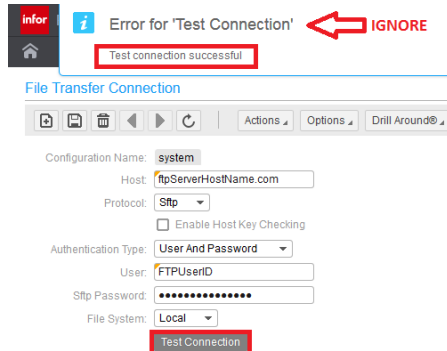 infor
i
Error for 'Test Connection'
IGNORE
Test connection successful
File Transfer Connection
Actions Options Drill Around®
Configuration Name: system
Host: ftpServerHostName.com
Protocol: Sftp
Enable Host Key Checking
Authentication Type: User And Password
User: FTPUserID
Sftp Password: •••••••••••••••
File System: Local
Test Connection